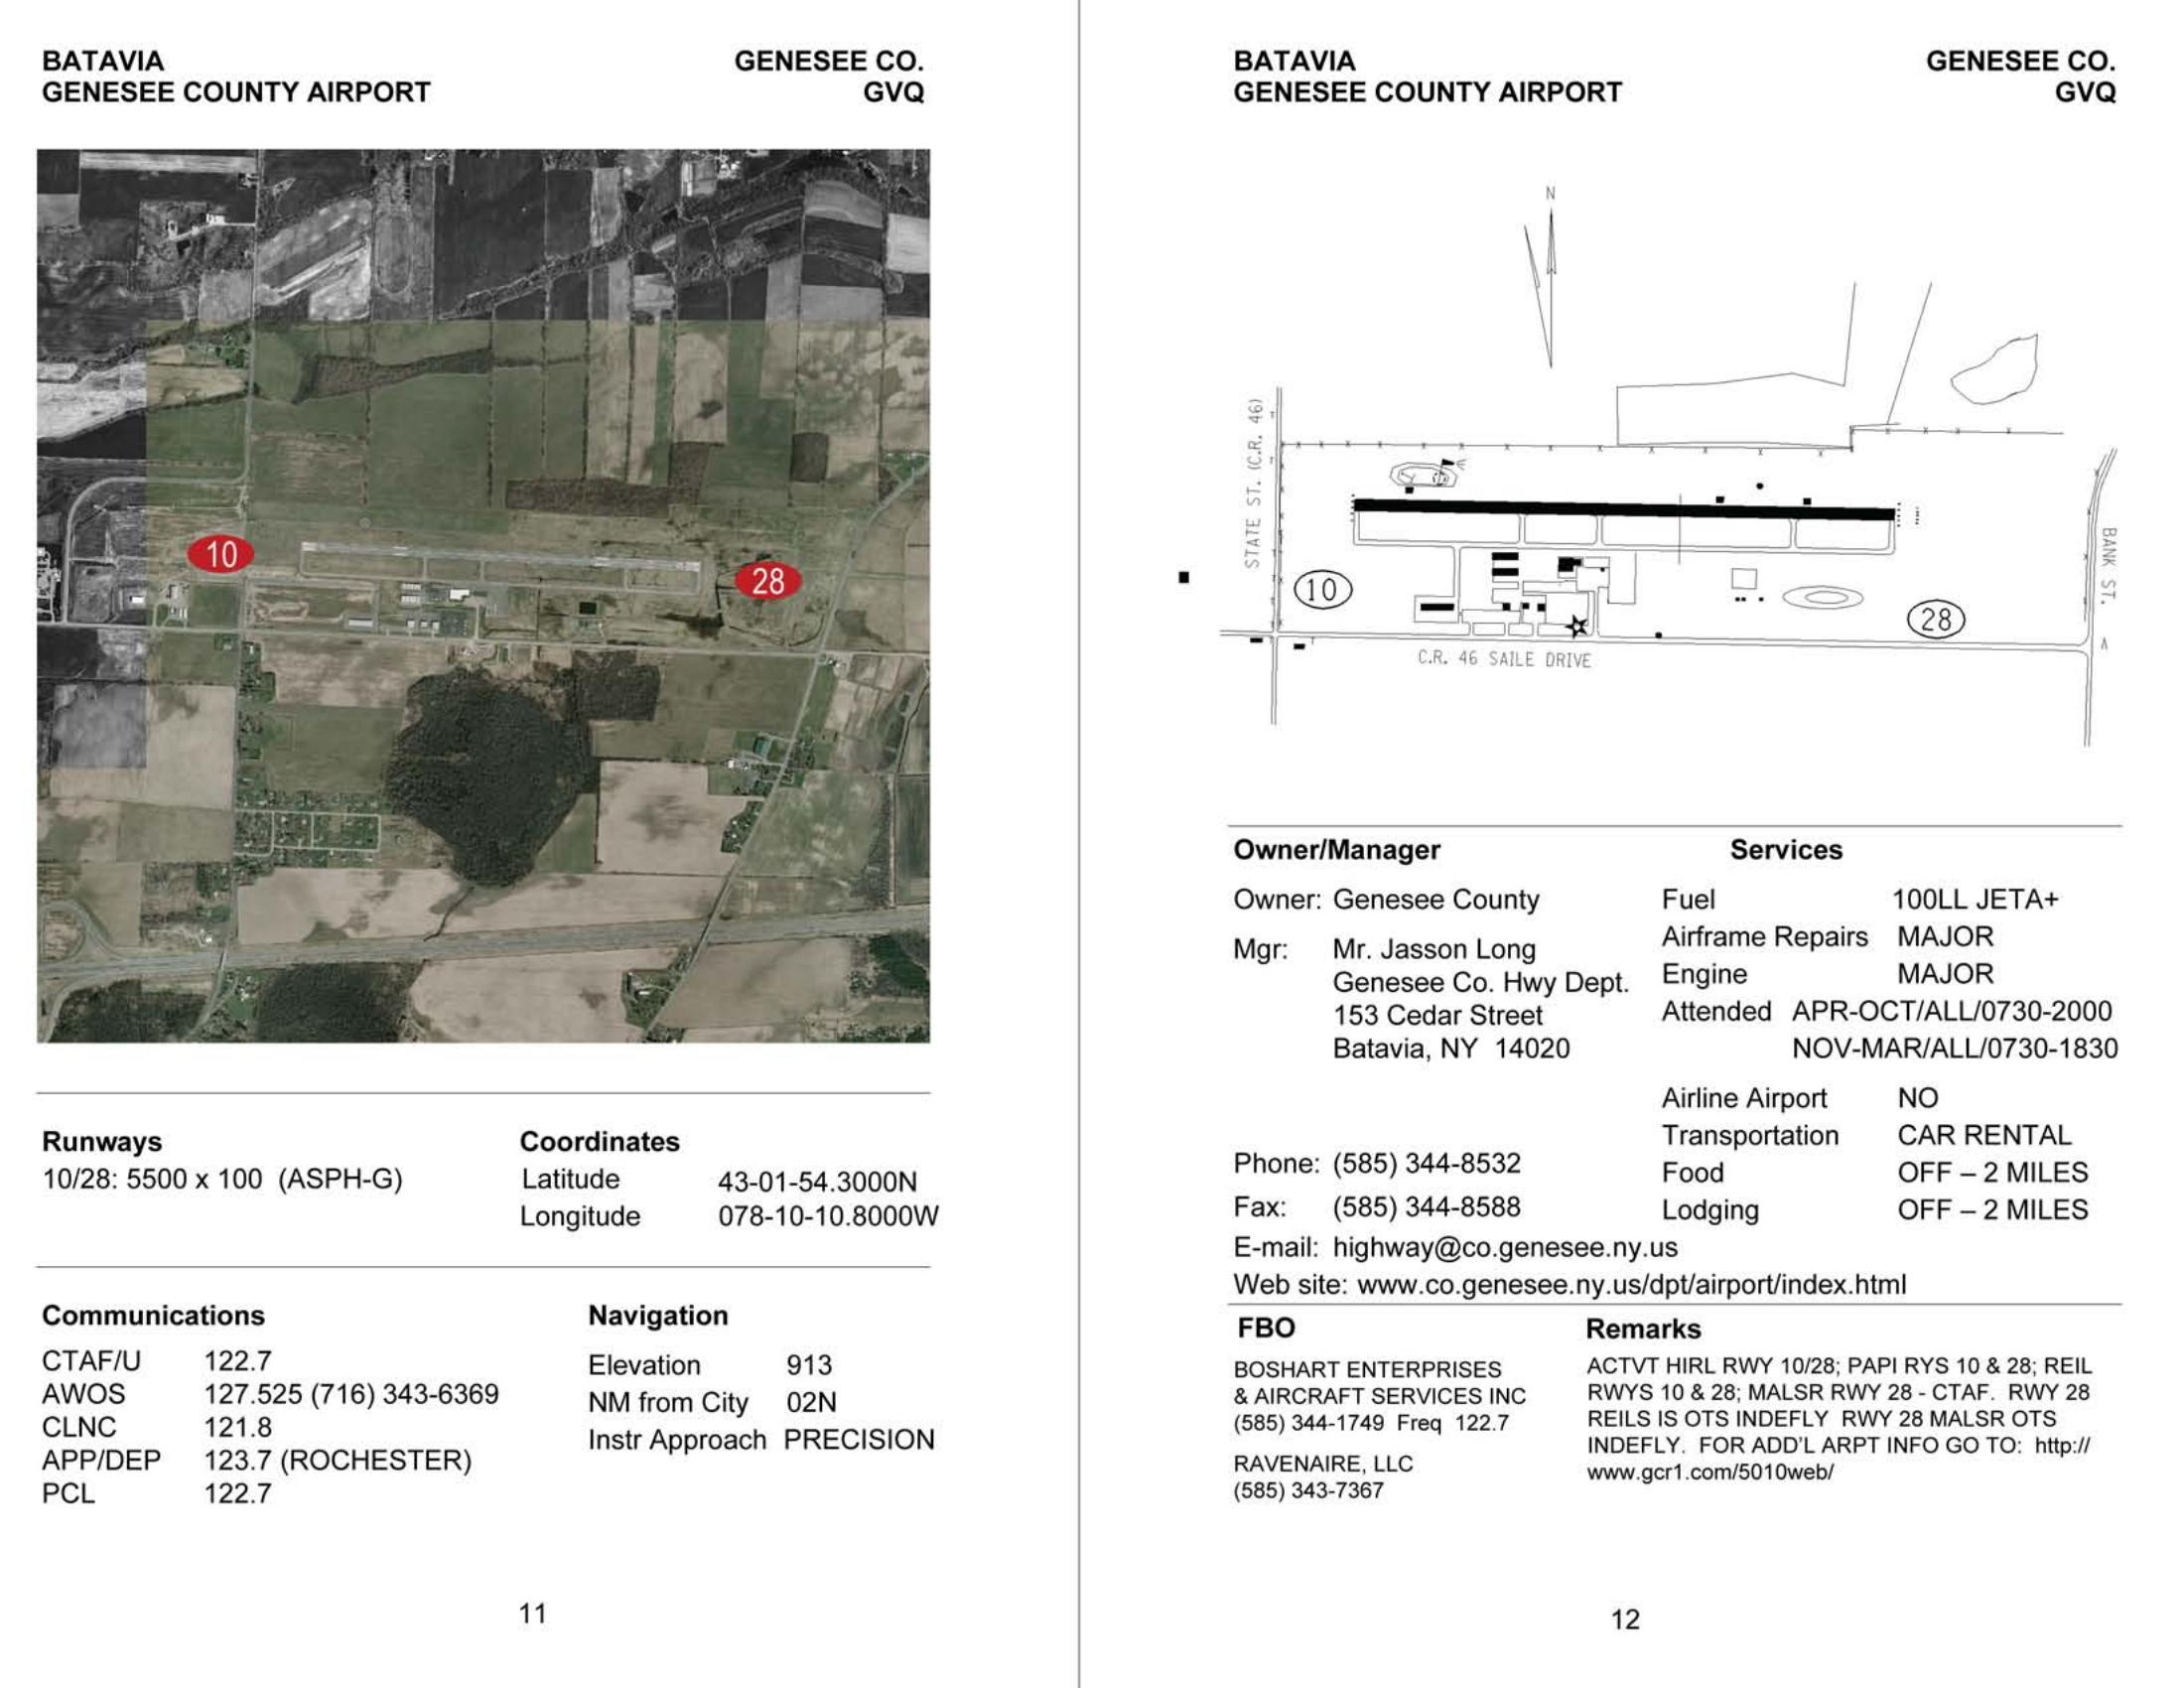 BATAVIA GENESEE CO.
GENESEE COUNTY AIRPORT GVQ
10
28
Runways
10/28: 5500 x 100 (ASPH-G)
Coordinates
Latitude 43-01-54.3000N
Longitude 078-10-10.8000W
Communications
CTAF/U 122.7
AWOS 127.525 (716) 343-6369
CLNC 121.8
APP/DEP 123.7 (ROCHESTER)
PCL 122.7
Navigation
Elevation 913
NM from City 02N
Instr Approach PRECISION
11
BATAVIA GENESEE CO.
GENESEE COUNTY AIRPORT GVQ
N
STATE ST. (C.R. 46)
BANK ST.
10
28
C.R. 46 SAILE DRIVE
Owner/Manager
Owner: Genesee County
Mgr: Mr. Jasson Long
Genesee Co. Hwy Dept.
153 Cedar Street
Batavia, NY 14020
Phone: (585) 344-8532
Fax: (585) 344-8588
E-mail: highway@co.genesee.ny.us
Web site: www.co.genesee.ny.us/dpt/airport/index.html
Services
Fuel 100LL JETA+
Airframe Repairs MAJOR
Engine MAJOR
Attended APR-OCT/ALL/0730-2000
NOV-MAR/ALL/0730-1830
Airline Airport NO
Transportation CAR RENTAL
Food OFF – 2 MILES
Lodging OFF – 2 MILES
FBO
BOSHART ENTERPRISES
& AIRCRAFT SERVICES INC
(585) 344-1749 Freq 122.7
RAVENAIRE, LLC
(585) 343-7367
Remarks
ACTVT HIRL RWY 10/28; PAPI RYS 10 & 28; REIL
RWYS 10 & 28; MALSR RWY 28 - CTAF. RWY 28
REILS IS OTS INDEFLY RWY 28 MALSR OTS
INDEFLY. FOR ADD'L ARPT INFO GO TO: http://
www.gcr1.com/5010web/
12